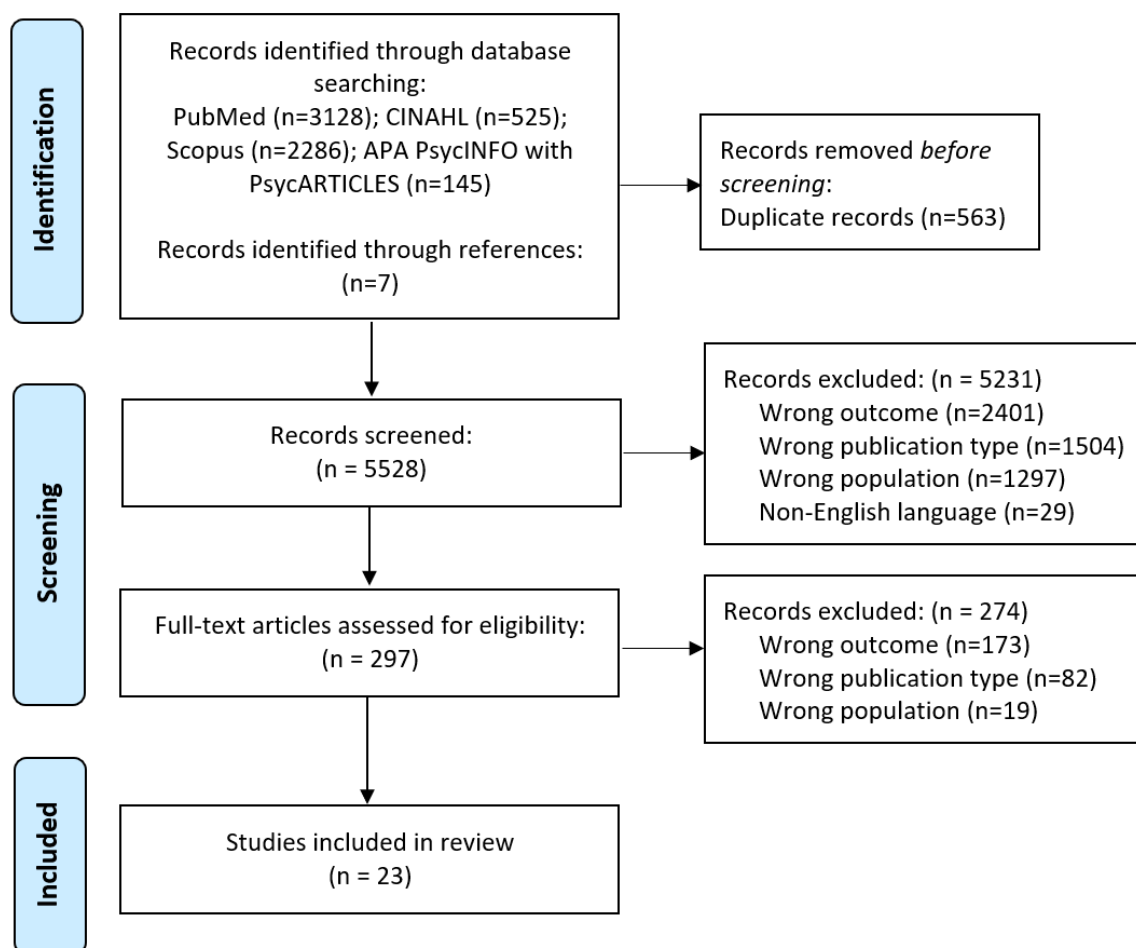 Identification
Records identified through database
searching:
PubMed (n=3128); CINAHL (n=525);
Scopus (n=2286); APA PsycINFO with
PsycARTICLES (n=145)
Records identified through references:
(n=7)
Records removed before
screening:
Duplicate records (n=563)
Screening
Records screened:
(n = 5528)
Records excluded: (n = 5231)
Wrong outcome (n=2401)
Wrong publication type (n=1504)
Wrong population (n=1297)
Non-English language (n=29)
Full-text articles assessed for eligibility:
(n = 297)
Records excluded: (n = 274)
Wrong outcome (n=173)
Wrong publication type (n=82)
Wrong population (n=19)
Included
Studies included in review
(n = 23)